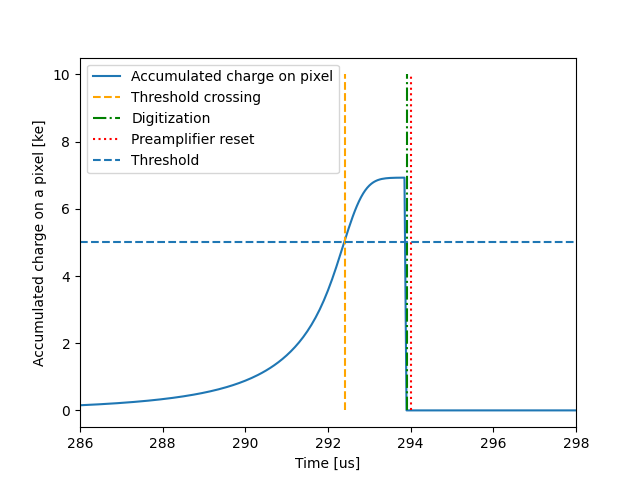 Accumulated charge on a pixel [ke]
10
8
6
4
2
0
Accumulated charge on pixel
Threshold crossing
Digitization
Preamplifier reset
Threshold
286 288 290 292 294 296 298
Time [us]